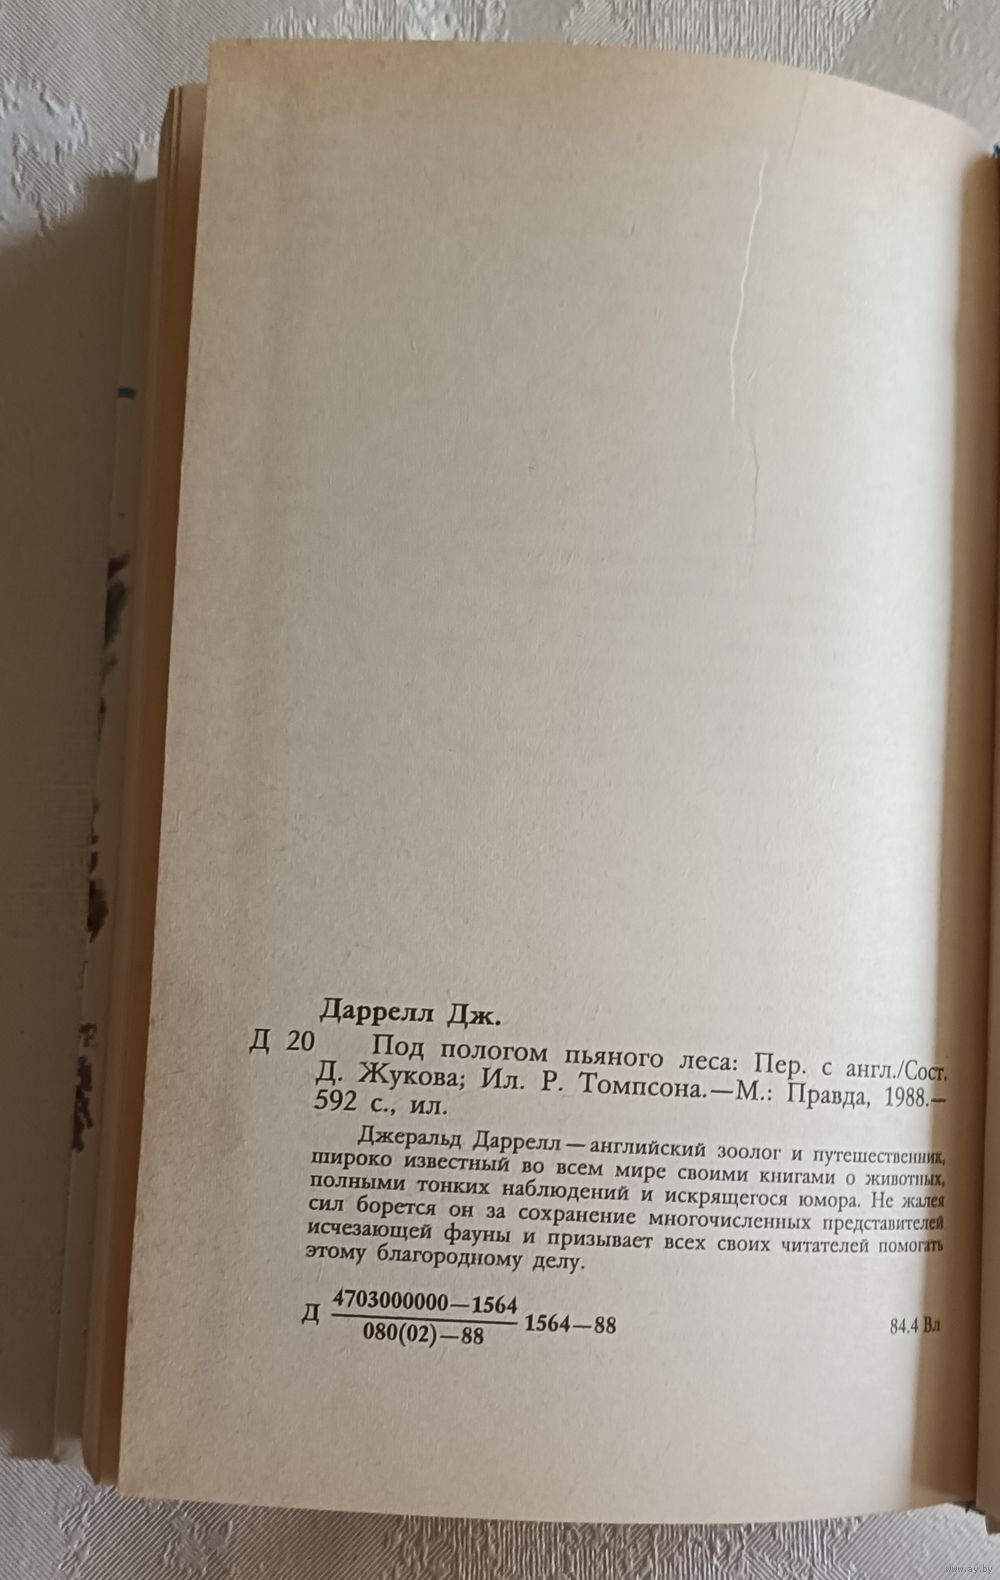 Даррелл Дж.
Д 20 Под пологом пьяного леса: Пер. с англ./Сост.
Д. Жукова; Ил. Р. Томпсона.—М.: Правда, 1988.—
592 с., ил.
Джеральд Даррелл — английский зоолог и путешественник,
широко известный во всем мире своими книгами о животных,
полными тонких наблюдений и искрящегося юмора. Не жалея
сил борется он за сохранение многочисленных представителей
исчезающей фауны и призывает всех своих читателей помогать
этому благородному делу.
Д 4703000000—1564
080(02)—88
1564—88
84.4 Вл
www.ay.by